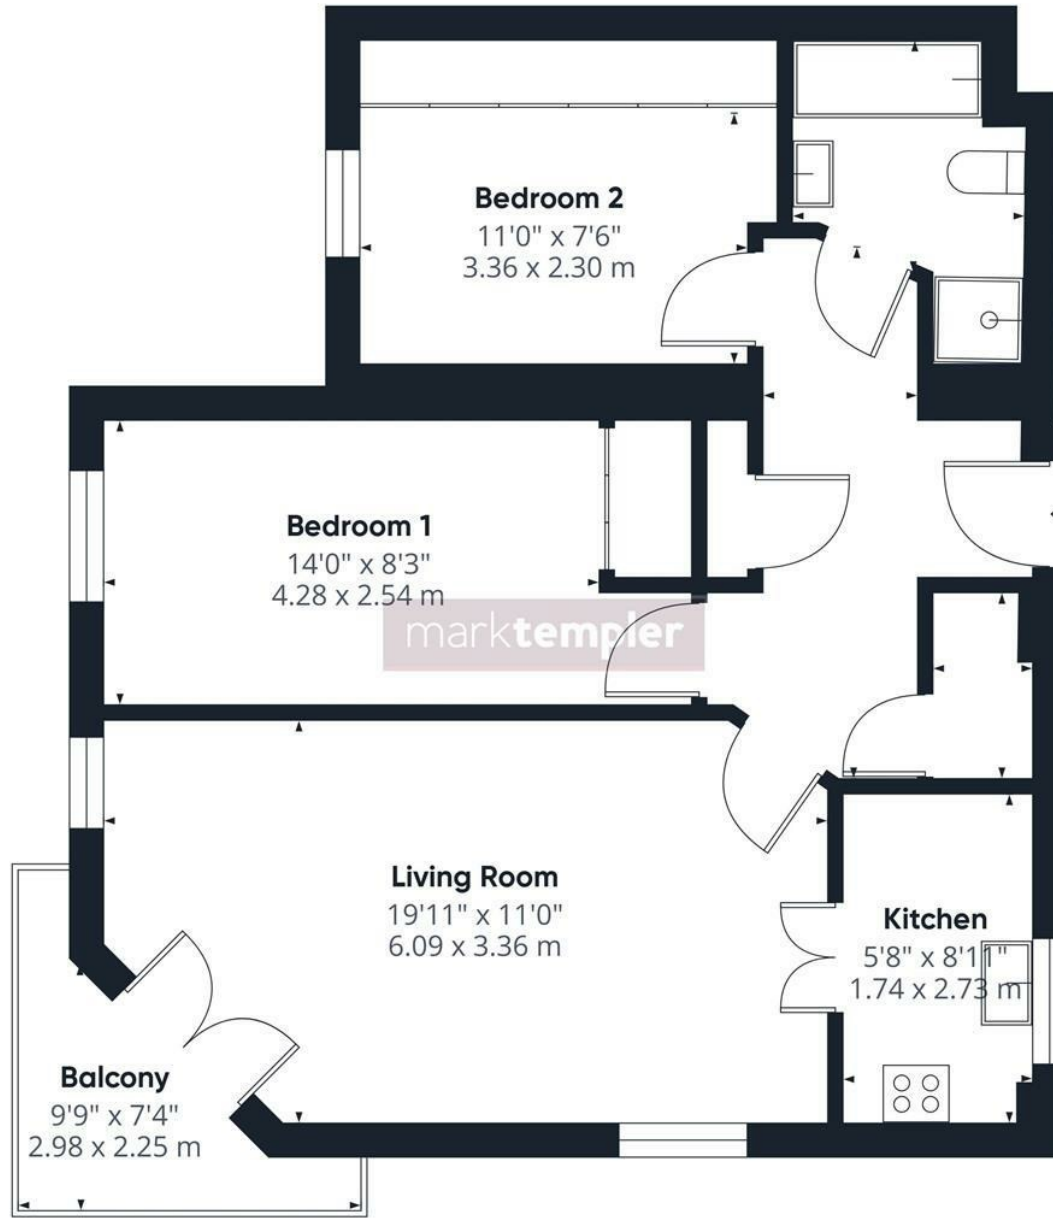 Bedroom 2
11'0" x 7'6"
3.36 x 2.30 m
Bedroom 1
14'0" x 8'3"
4.28 x 2.54 m
marktempler
Living Room
19'11" x 11'0"
6.09 x 3.36 m
Kitchen
5'8" x 8'11"
1.74 x 2.73 m
Balcony
9'9" x 7'4"
2.98 x 2.25 m